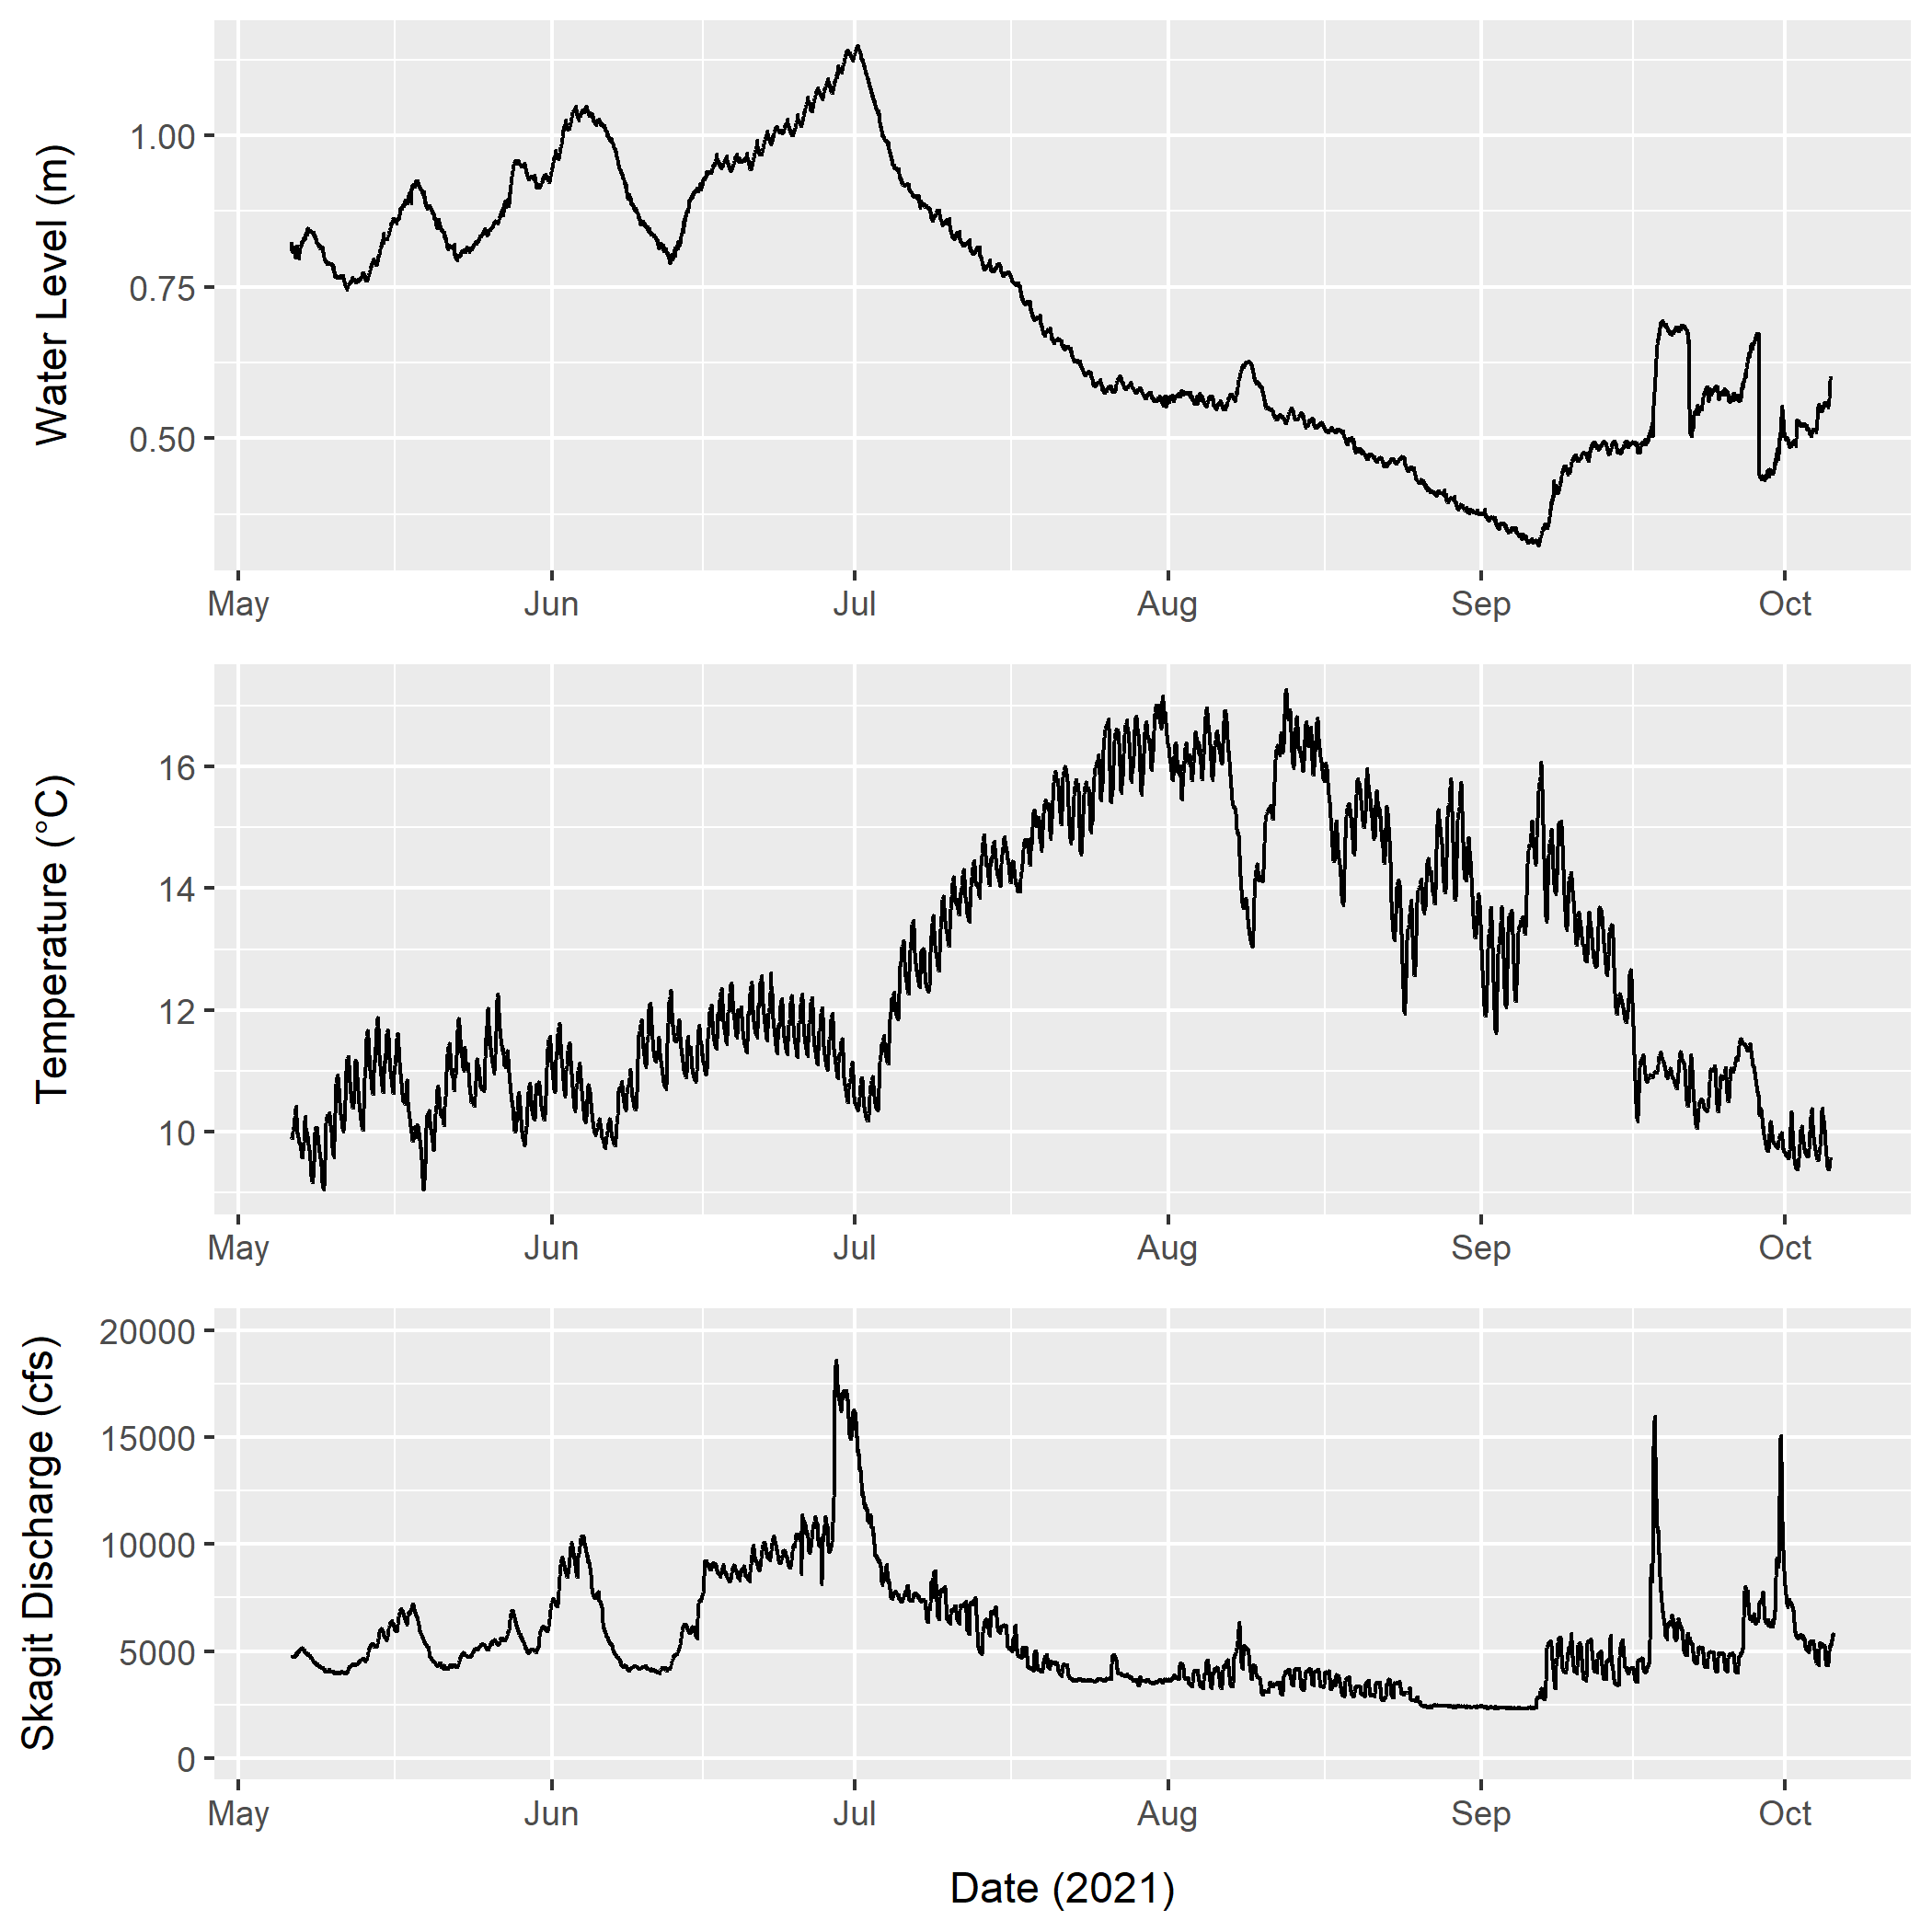 Water Level (m)
1.00
0.75
0.50
May Jun Jul Aug Sep Oct
Temperature (°C)
16
14
12
10
May Jun Jul Aug Sep Oct
Skagit Discharge (cfs)
20000
15000
10000
5000
0
May Jun Jul Aug Sep Oct
Date (2021)